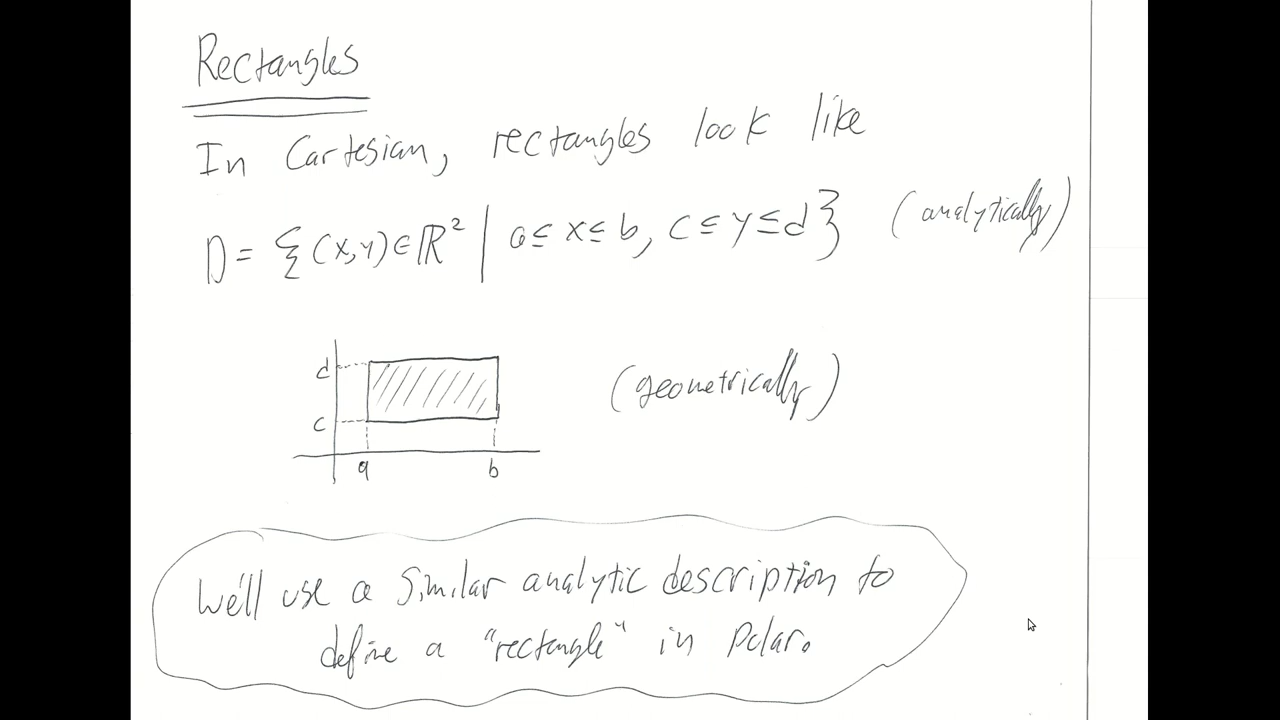 Rectangles
In Cartesian, rectangles look like
D = {(x,y) ∈ ℝ² | a ≤ x ≤ b, c ≤ y ≤ d} (analytically)
d
(geometrically)
c
a b
We'll use a similar analytic description to
define a "rectangle" in polar.